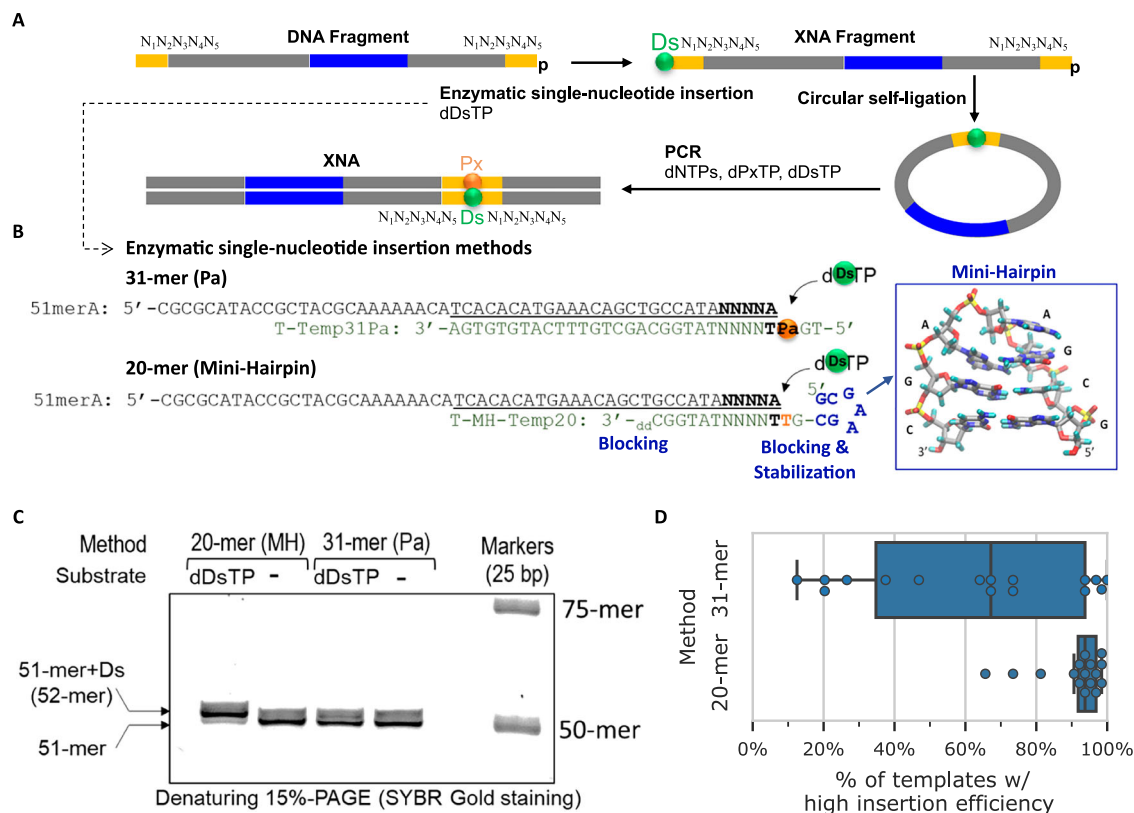 A
N1N2N3N4N5 DNA Fragment N1N2N3N4N5
p
Ds N1N2N3N4N5 XNA Fragment N1N2N3N4N5
p
Enzymatic single-nucleotide insertion
dDsTP
Circular self-ligation
XNA
Px
PCR
dNTPs, dPxTP, dDsTP
N1N2N3N4N5 Ds N1N2N3N4N5
B
Enzymatic single-nucleotide insertion methods
31-mer (Pa)
dDsTP
51merA: 5′-CGCGCATACCGCTACGCAAAAAACATCACACATGAAACAGCTGCCATANNNNA
T-Temp31Pa: 3′-AGTGTGTACTTTGTCGACGGTATNNNNTPaGT-5′
20-mer (Mini-Hairpin)
dDsTP
51merA: 5′-CGCGCATACCGCTACGCAAAAAACATCACACATGAAACAGCTGCCATANNNNA
5′
GCG
A
A
T-MH-Temp20: 3′-ddCGGTATNNNNTTG-CGC
Blocking
Blocking &
Stabilization
Mini-Hairpin
A
A
G
G
C
C
G
3′
5′
C
Method 20-mer (MH) 31-mer (Pa) Markers
Substrate dDsTP - dDsTP - (25 bp)
75-mer
51-mer+Ds
(52-mer)
51-mer
50-mer
Denaturing 15%-PAGE (SYBR Gold staining)
D
Method
31-mer
20-mer
0% 20% 40% 60% 80% 100%
% of templates w/
high insertion efficiency